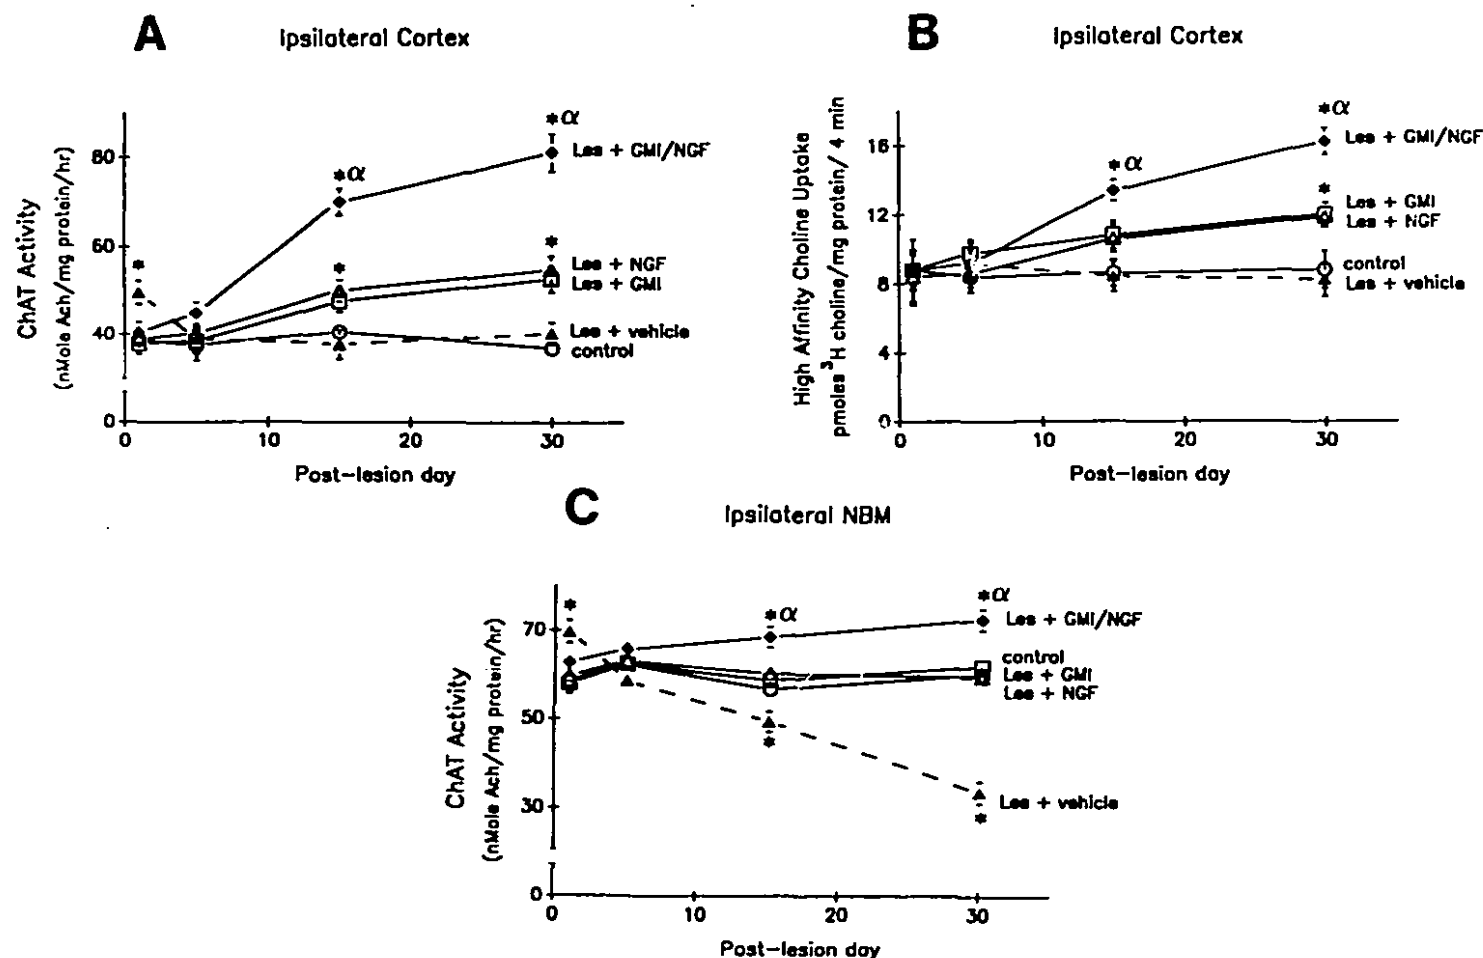 A
Ipsilateral Cortex
ChAT Activity
(nMole Ach/mg protein/hr)
80
60
40
0
*
*α
*
*α
*
Les + GMI/NGF
Les + NGF
Les + GMI
Les + vehicle
control
0 10 20 30
Post-lesion day
B
Ipsilateral Cortex
High Affinity Choline Uptake
pmoles ³H choline/mg protein/ 4 min
16
12
8
4
0
*α
*α
*
Les + GMI/NGF
Les + GMI
Les + NGF
control
Les + vehicle
0 10 20 30
Post-lesion day
C
Ipsilateral NBM
ChAT Activity
(nMole Ach/mg protein/hr)
70
50
30
0
*
*α
*
*α
*
Les + GMI/NGF
control
Les + GMI
Les + NGF
Les + vehicle
0 10 20 30
Post-lesion day